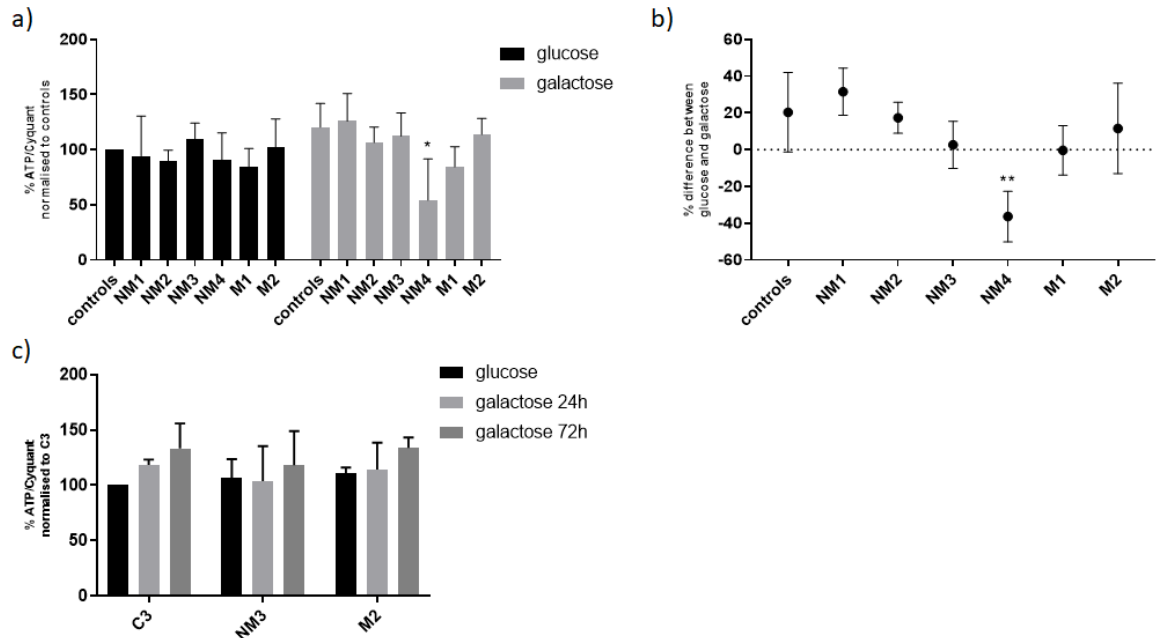 a)
200
150
100
50
0
% ATP/Cyquant
normalised to controls
controls
NM1
NM2
NM3
NM4
M1
M2
*
controls
NM1
NM2
NM3
NM4
M1
M2
glucose
galactose
b)
60
40
20
0
-20
-40
-60
% difference between
glucose and galactose
**
controls
NM1
NM2
NM3
NM4
M1
M2
c)
200
150
100
50
0
% ATP/Cyquant
normalised to C3
C3
NM3
M2
glucose
galactose 24h
galactose 72h